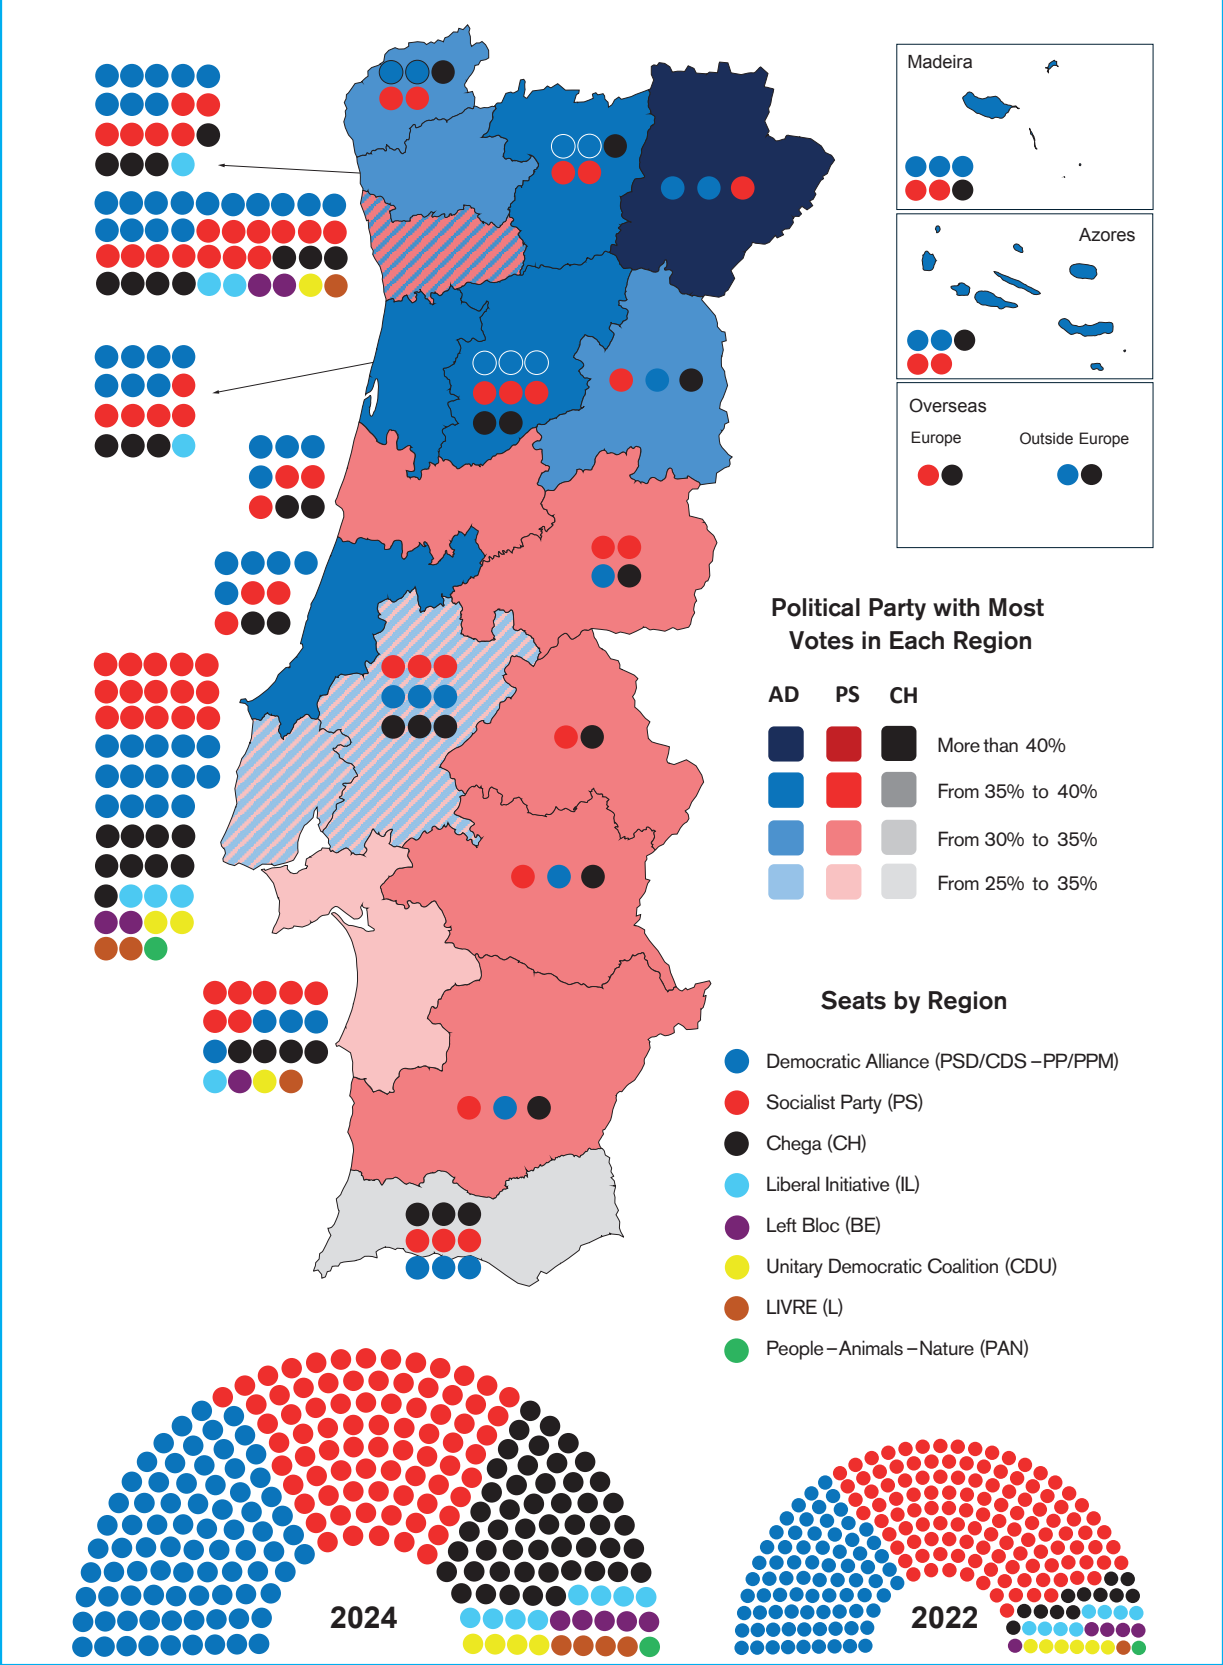 Madeira
Azores
Overseas
Europe
Outside Europe
Political Party with Most
Votes in Each Region
AD PS CH
More than 40%
From 35% to 40%
From 30% to 35%
From 25% to 35%
Seats by Region
Democratic Alliance (PSD/CDS–PP/PPM)
Socialist Party (PS)
Chega (CH)
Liberal Initiative (IL)
Left Bloc (BE)
Unitary Democratic Coalition (CDU)
LIVRE (L)
People–Animals–Nature (PAN)
2024
2022